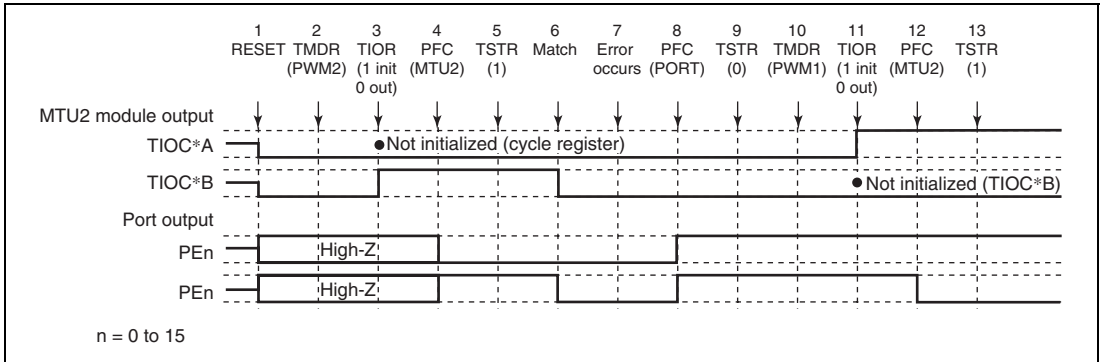 1 2 3 4 5 6 7 8 9 10 11 12 13
RESET TMDR TIOR PFC TSTR Match Error PFC TSTR TMDR TIOR PFC TSTR
(PWM2) (1 init (MTU2) (1) occurs (PORT) (0) (PWM1) (1 init (MTU2) (1)
0 out) 0 out)
MTU2 module output
TIOC*A ●Not initialized (cycle register)
TIOC*B ●Not initialized (TIOC*B)
Port output
PEn High-Z
PEn High-Z
n = 0 to 15